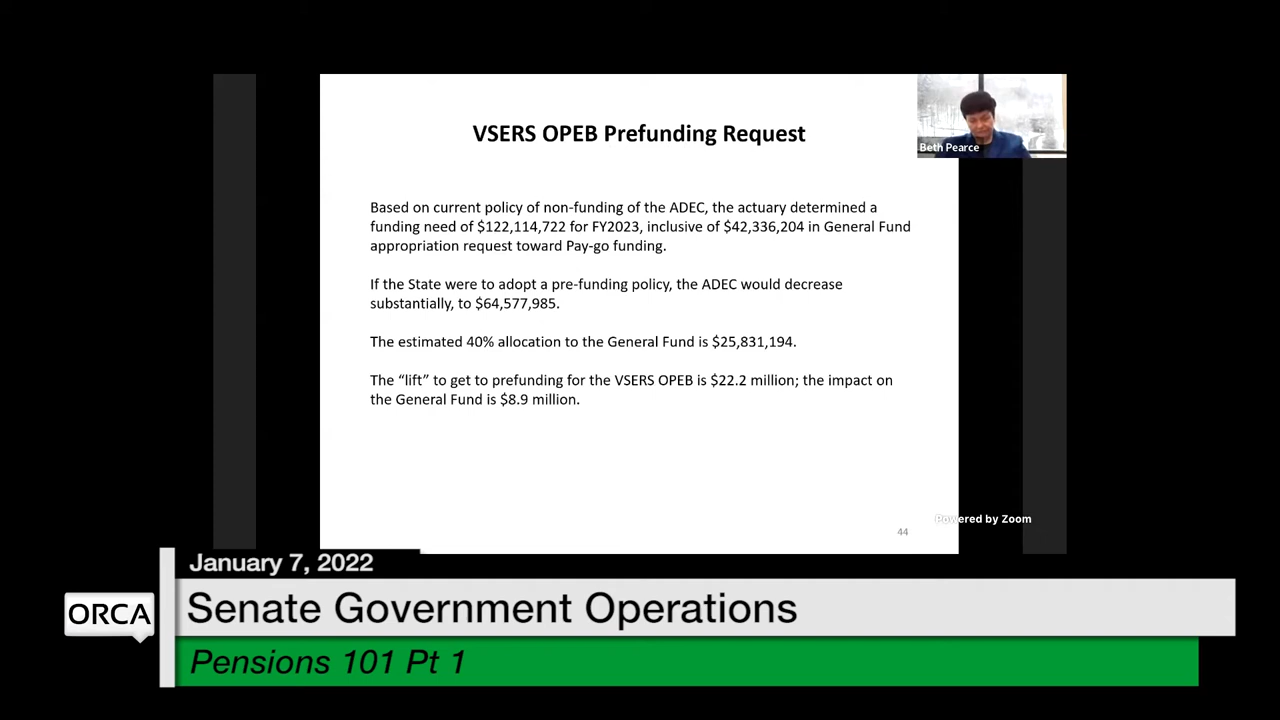 VSERS OPEB Prefunding Request
Beth Pearce
Based on current policy of non-funding of the ADEC, the actuary determined a
funding need of $122,114,722 for FY2023, inclusive of $42,336,204 in General Fund
appropriation request toward Pay-go funding.
If the State were to adopt a pre-funding policy, the ADEC would decrease
substantially, to $64,577,985.
The estimated 40% allocation to the General Fund is $25,831,194.
The “lift” to get to prefunding for the VSERS OPEB is $22.2 million; the impact on
the General Fund is $8.9 million.
Powered by Zoom
44
January 7, 2022
ORCA
Senate Government Operations
Pensions 101 Pt 1